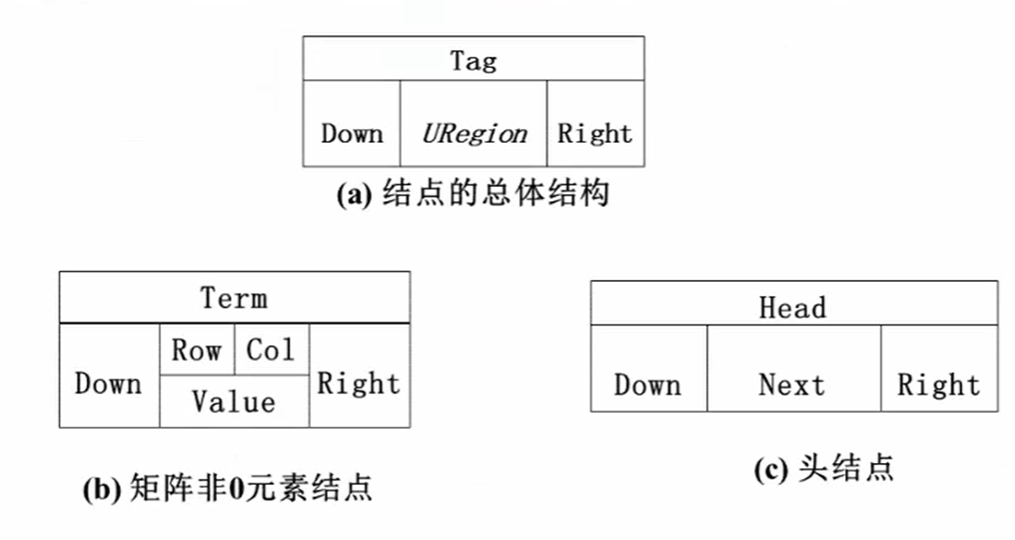 Tag
Down URegion Right
(a) 结点的总体结构
Term
Down Row Col Right
Value
(b) 矩阵非0元素结点
Head
Down Next Right
(c) 头结点